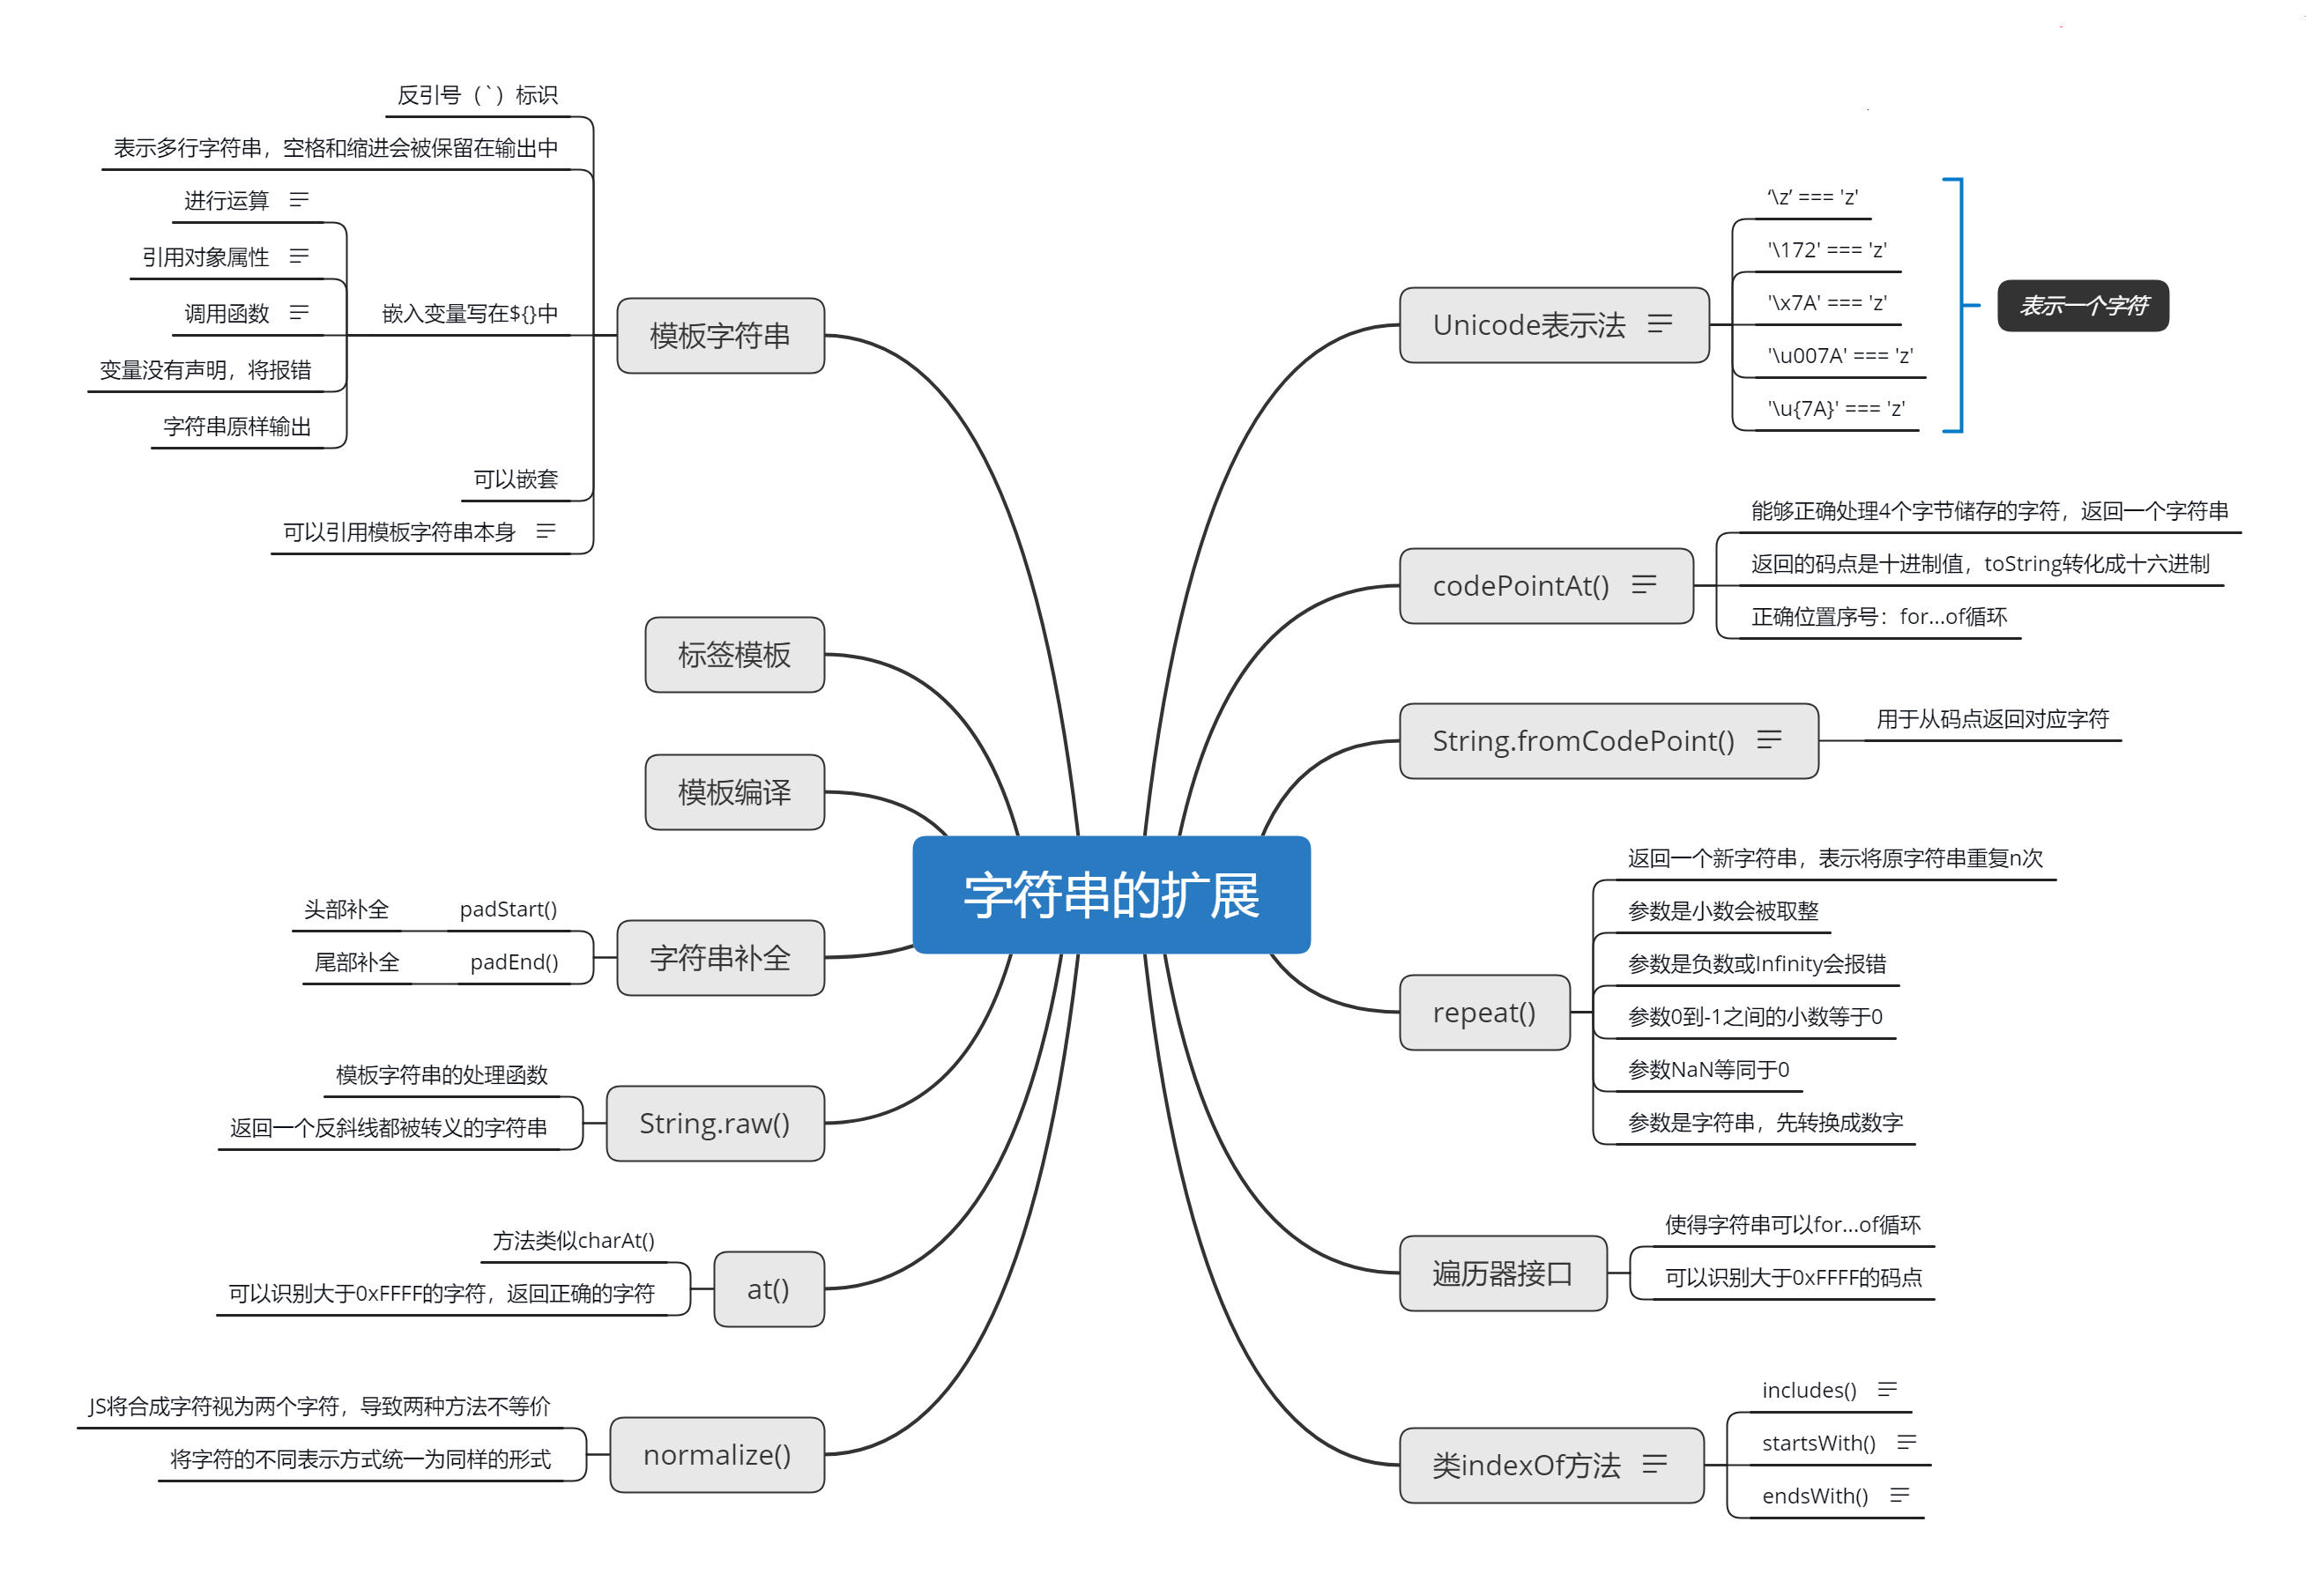 字符串的扩展
Unicode表示法
‘\z’ === 'z'
'\172' === 'z'
'\x7A' === 'z'
'\u007A' === 'z'
'\u{7A}' === 'z'
表示一个字符
codePointAt()
能够正确处理4个字节储存的字符，返回一个字符串
返回的码点是十进制值，toString转化成十六进制
正确位置序号：for...of循环
String.fromCodePoint()
用于从码点返回对应字符
repeat()
返回一个新字符串，表示将原字符串重复n次
参数是小数会被取整
参数是负数或Infinity会报错
参数0到-1之间的小数等于0
参数NaN等同于0
参数是字符串，先转换成数字
遍历器接口
使得字符串可以for...of循环
可以识别大于0xFFFF的码点
类indexOf方法
includes()
startsWith()
endsWith()
模板字符串
反引号（`）标识
表示多行字符串，空格和缩进会被保留在输出中
嵌入变量写在${}中
进行运算
引用对象属性
调用函数
变量没有声明，将报错
字符串原样输出
可以嵌套
可以引用模板字符串本身
标签模板
模板编译
字符串补全
padStart()
头部补全
padEnd()
尾部补全
String.raw()
模板字符串的处理函数
返回一个反斜线都被转义的字符串
at()
方法类似charAt()
可以识别大于0xFFFF的字符，返回正确的字符
normalize()
JS将合成字符视为两个字符，导致两种方法不等价
将字符的不同表示方式统一为同样的形式